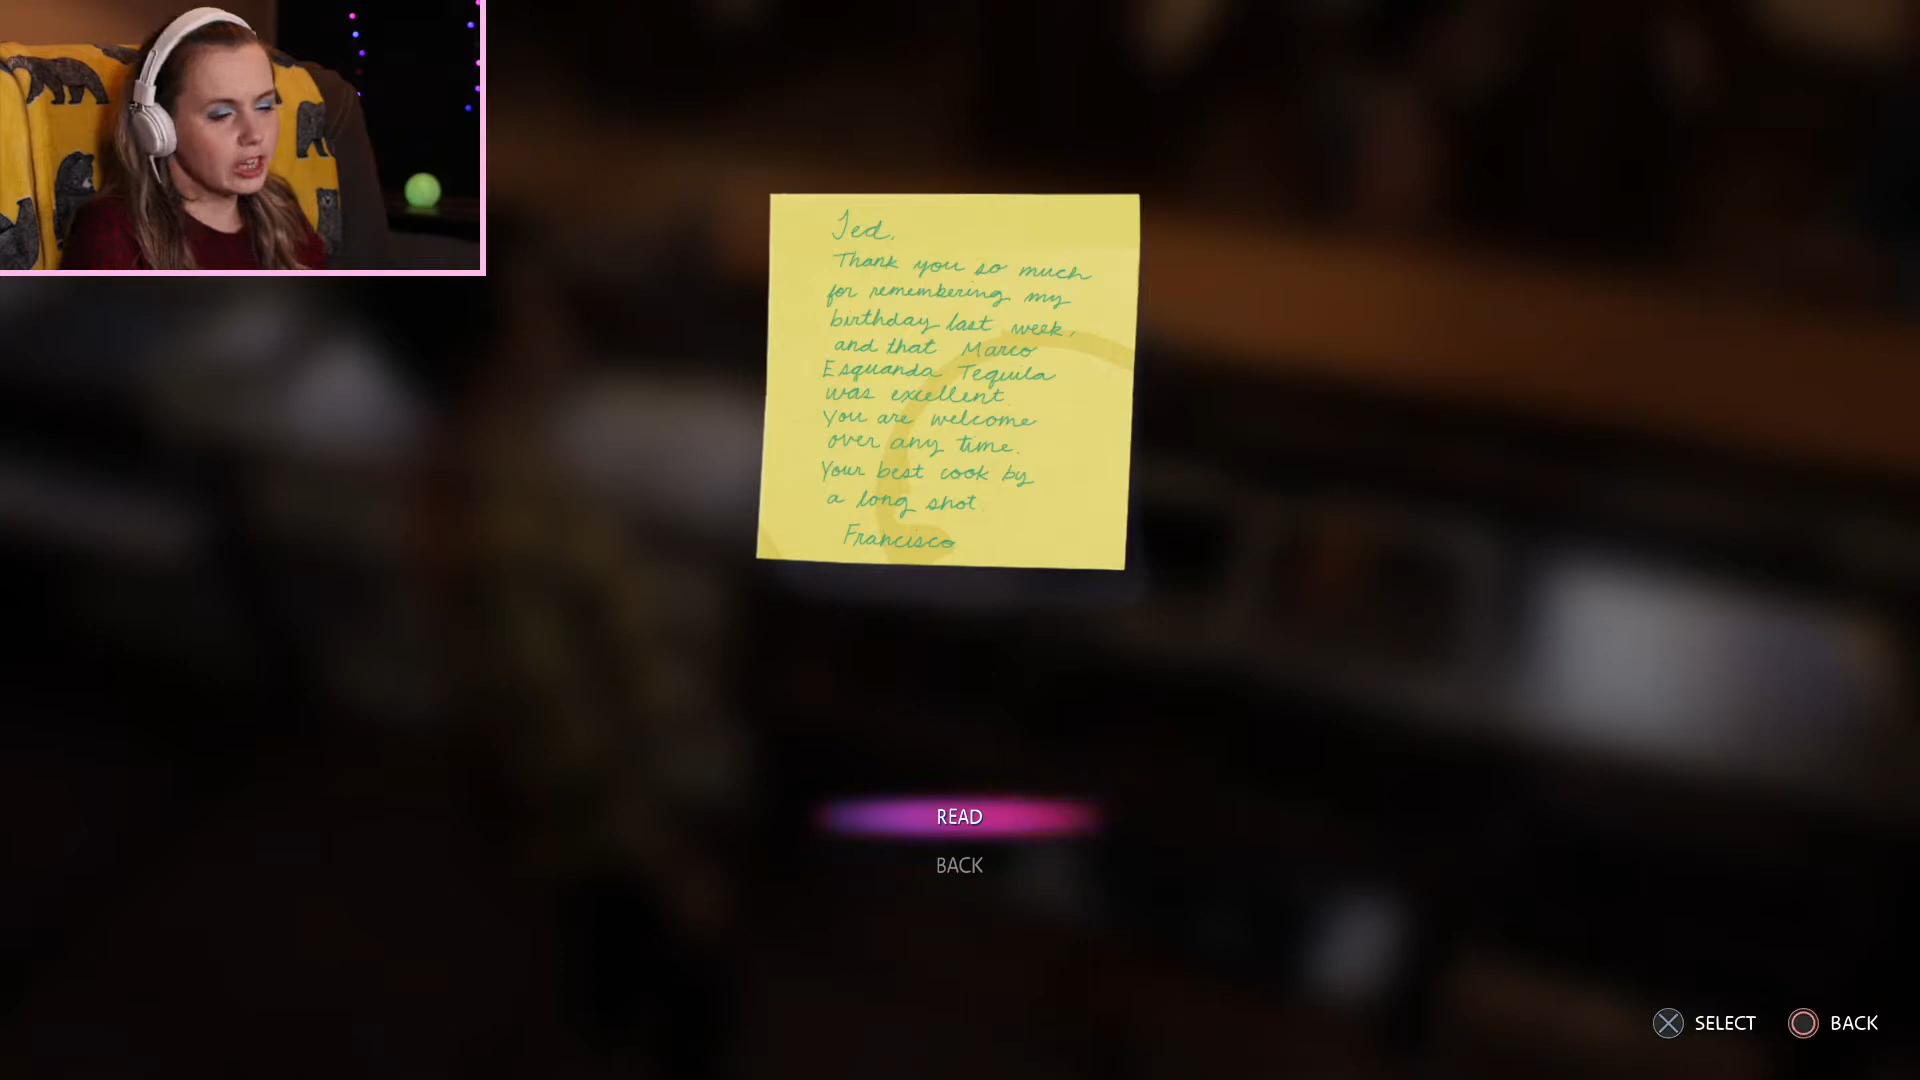 Ted,
Thank you so much
for remembering my
birthday last week,
and that Marco
Esquanda Tequila
was excellent.
You are welcome
over any time.
Your best cook by
a long shot.
Francisco
READ
BACK
SELECT
BACK